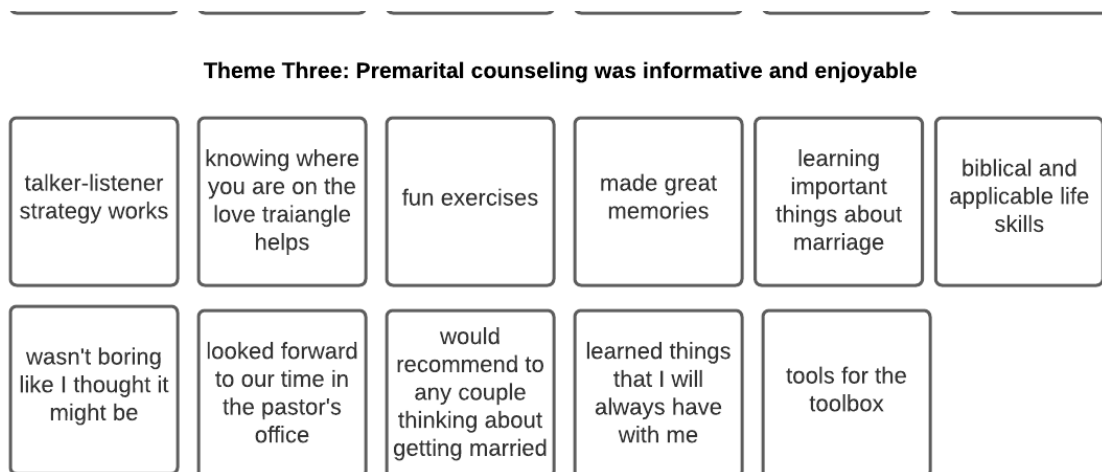 Theme Three: Premarital counseling was informative and enjoyable
talker-listener
strategy works
knowing where
you are on the
love traiangle
helps
fun exercises
made great
memories
learning
important
things about
marriage
biblical and
applicable life
skills
wasn't boring
like I thought it
might be
looked forward
to our time in
the pastor's
office
would
recommend to
any couple
thinking about
getting married
learned things
that I will
always have
with me
tools for the
toolbox